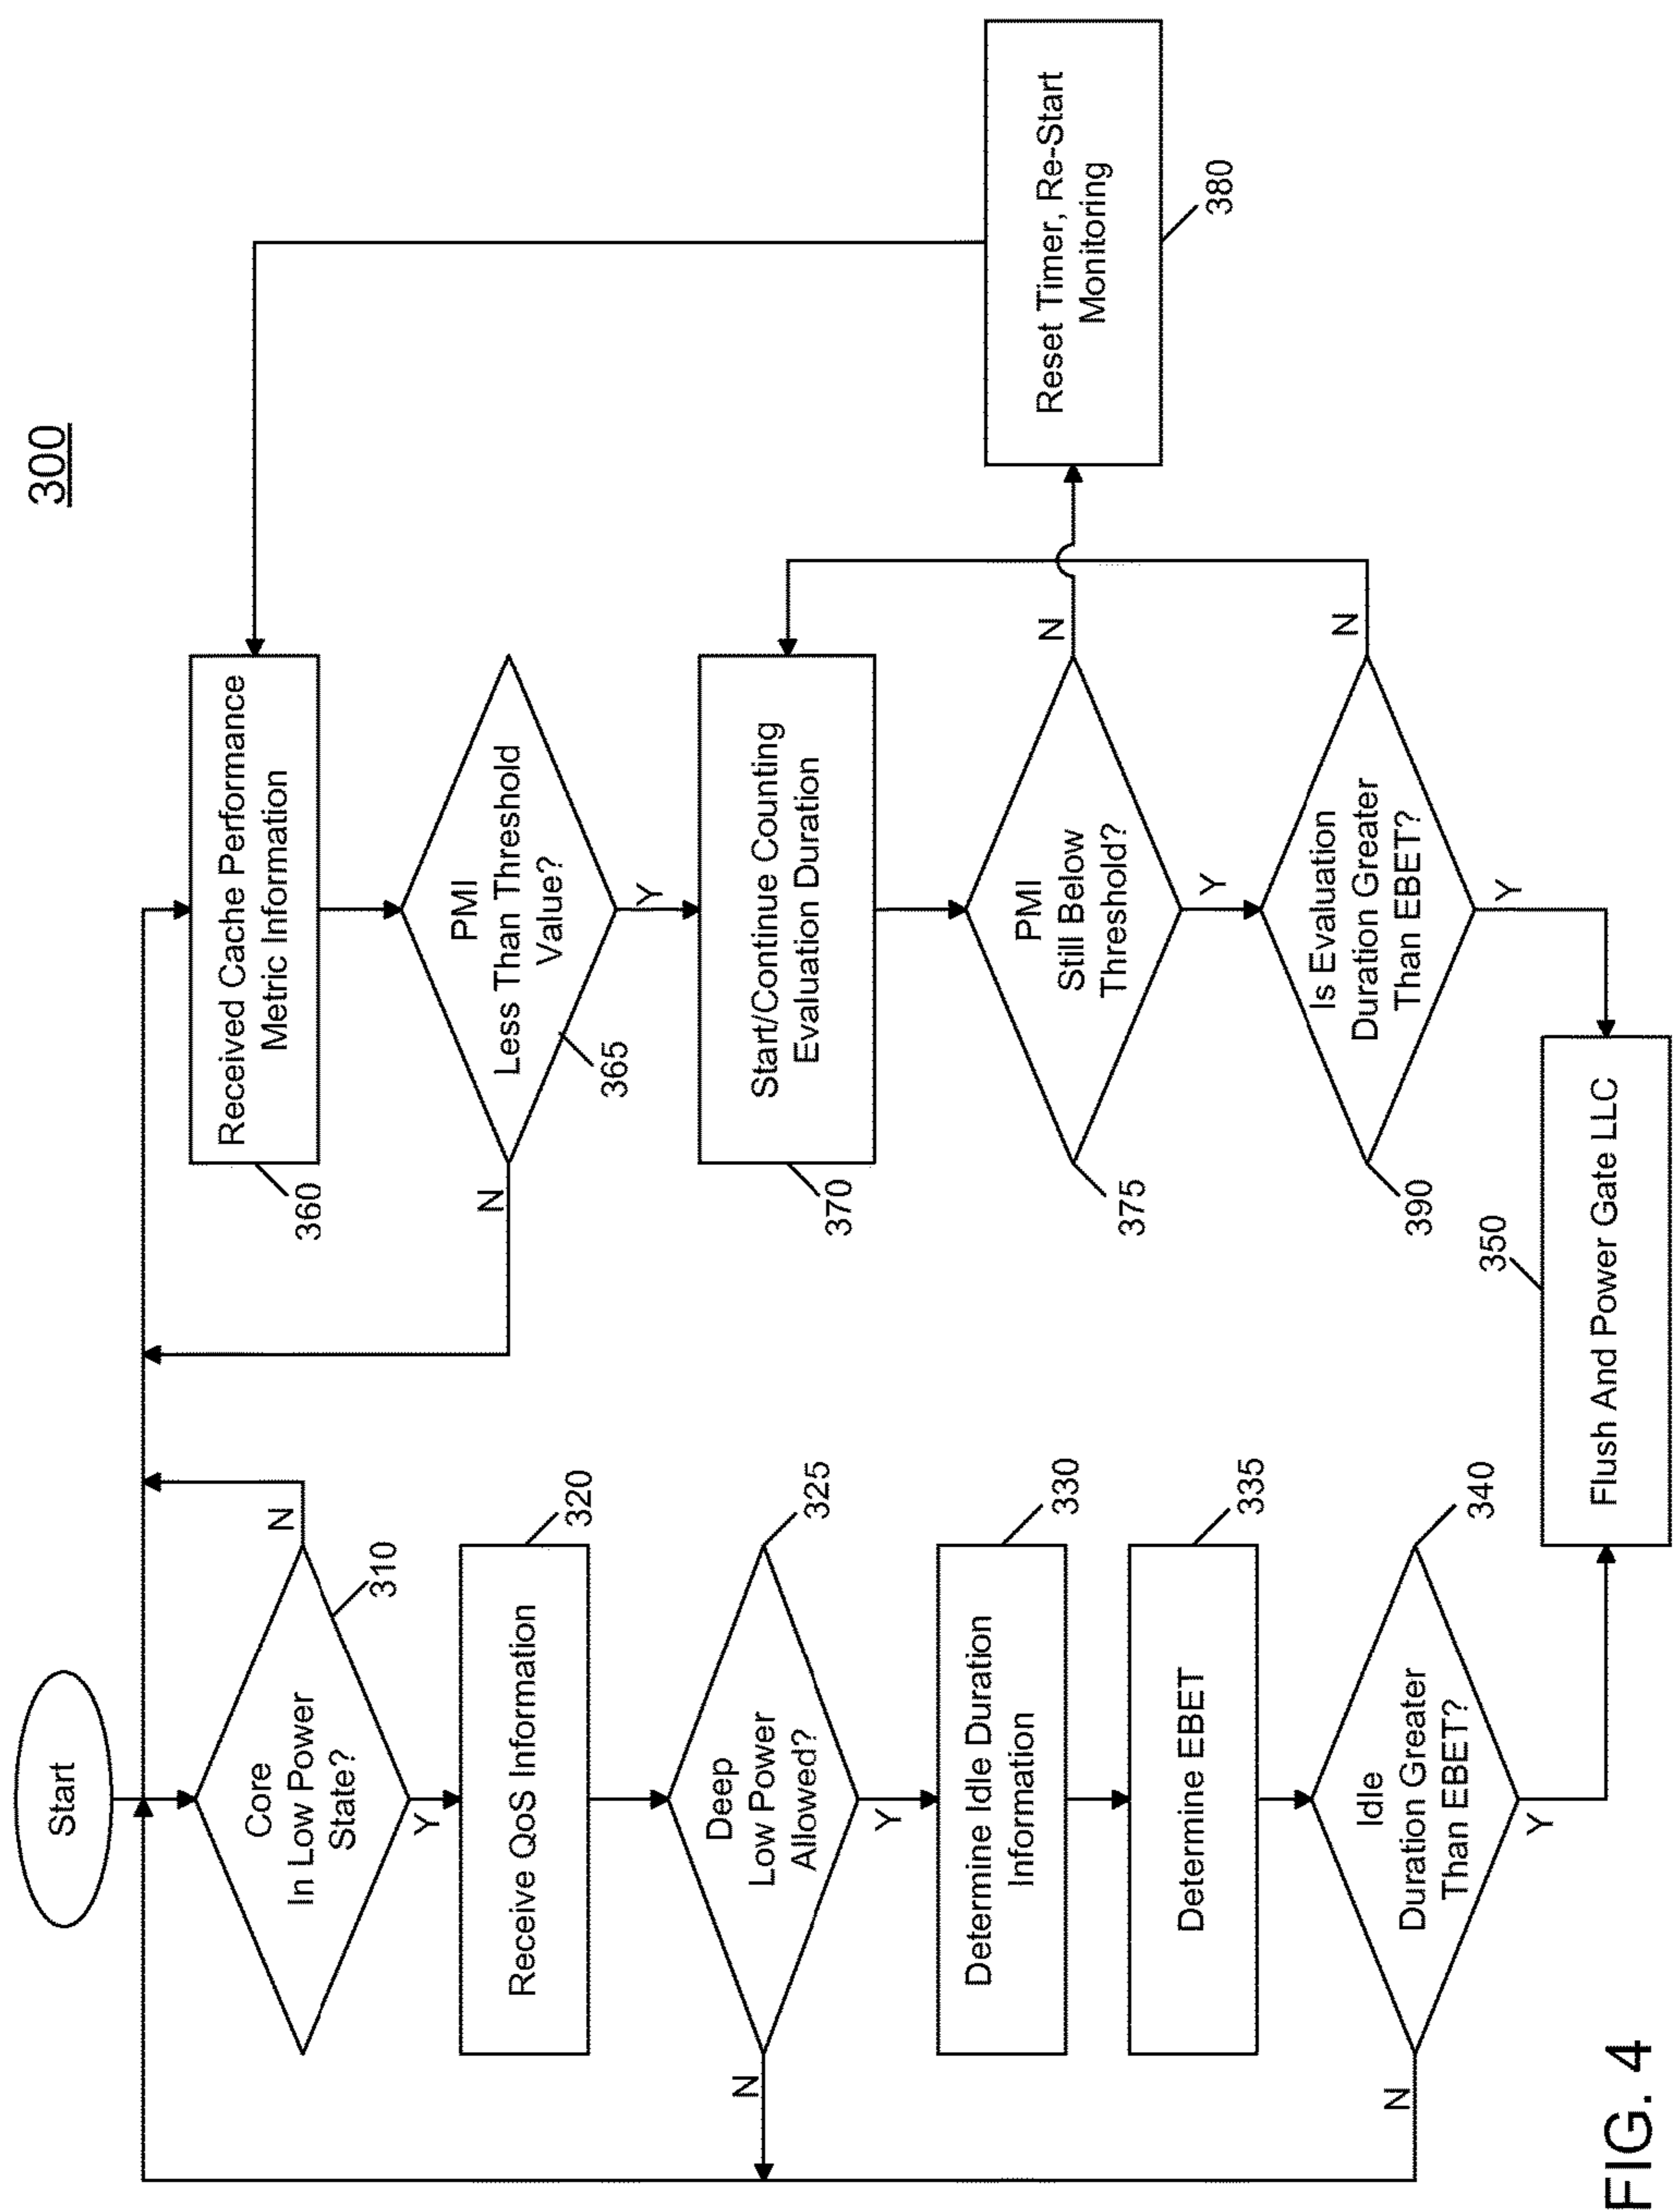 300
Start
Core
In Low Power
State?
310
N
Y
Receive QoS Information
320
Deep
Low Power
Allowed?
325
N
Y
Determine Idle Duration
Information
330
Determine EBET
335
Idle
Duration Greater
Than EBET?
340
N
Y
Flush And Power Gate LLC
350
Received Cache Performance
Metric Information
360
PMI
Less Than Threshold
Value?
365
N
Y
Start/Continue Counting
Evaluation Duration
370
PMI
Still Below
Threshold?
375
N
Y
Reset Timer, Re-Start
Monitoring
380
Is Evaluation
Duration Greater
Than EBET?
390
N
Y
FIG. 4